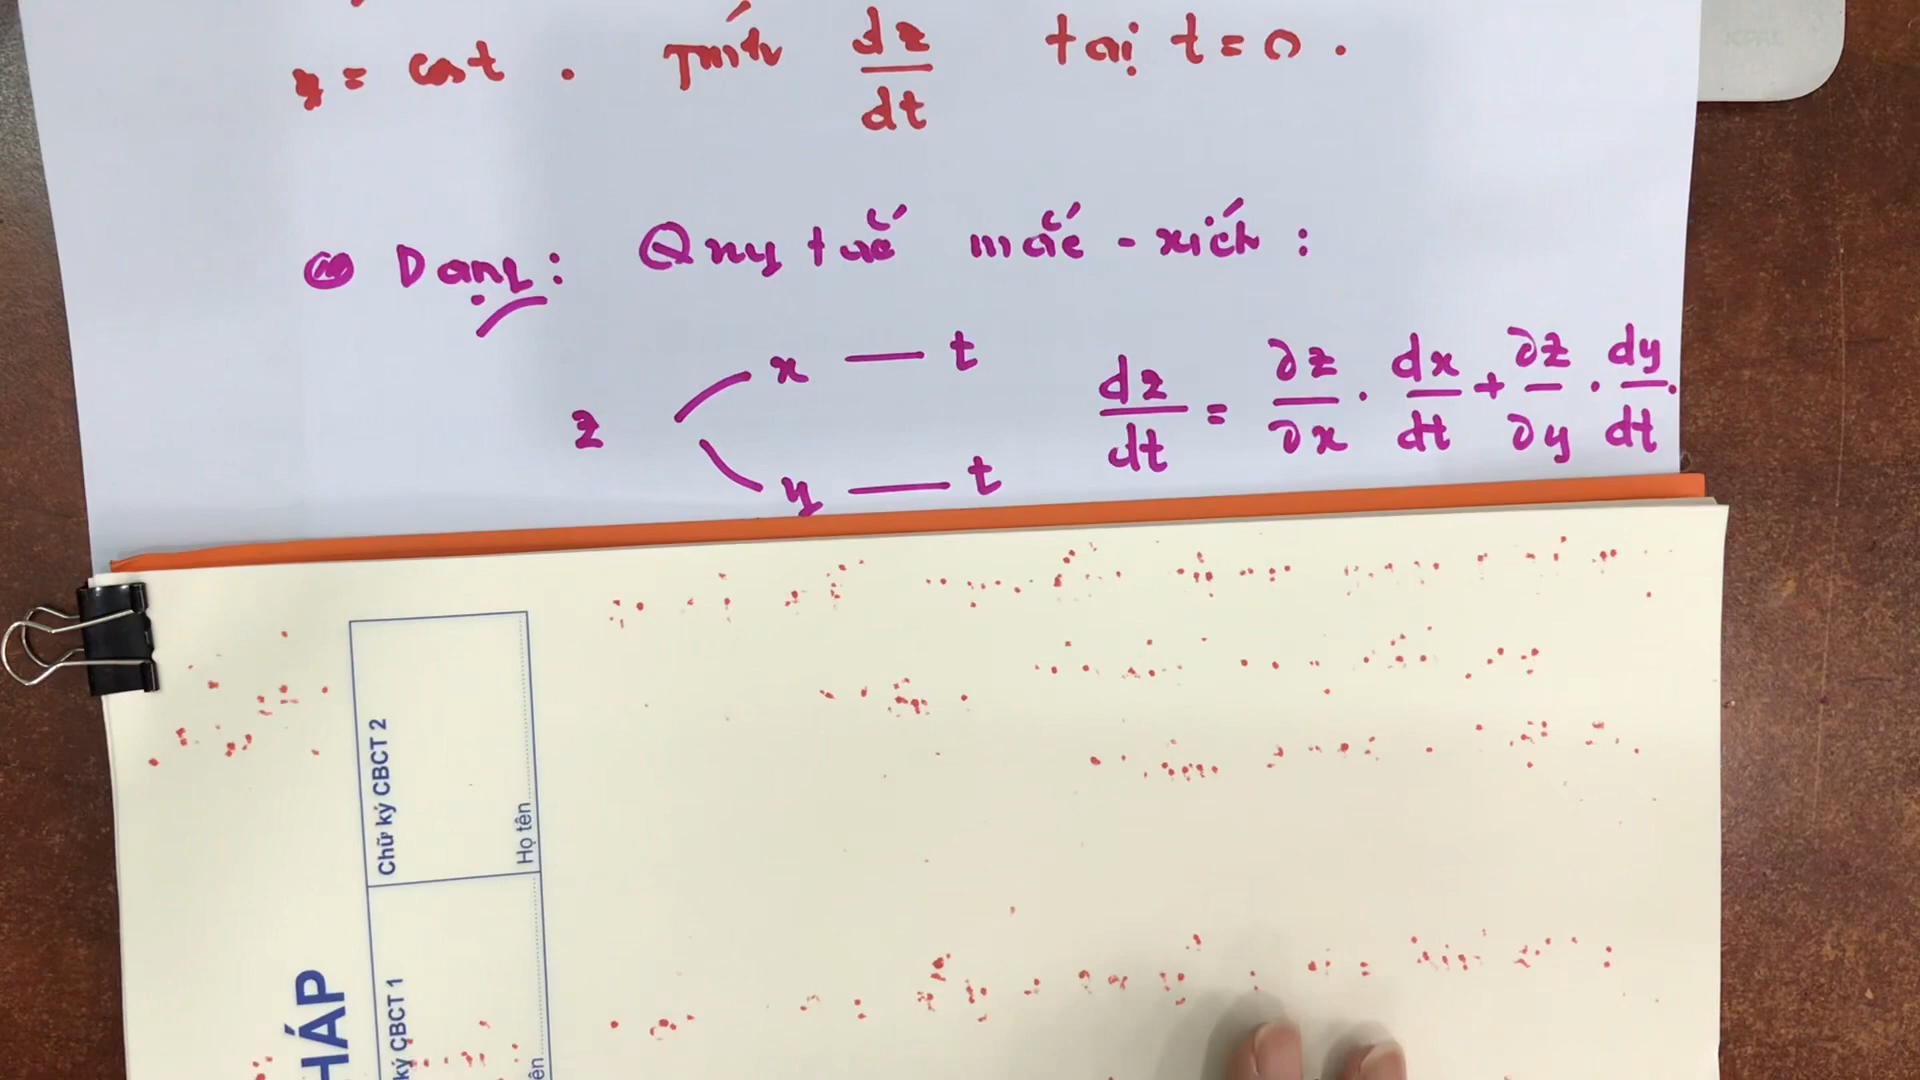 y = cost . Tính dz/dt tại t = 0 .
Dạng: Quy tắc mắc - xích :
z x — t
y — t
dz/dt = ∂z/∂x . dx/dt + ∂z/∂y . dy/dt .
Chữ ký CBCT 2
Họ tên
HÁP
ký CBCT 1
ên